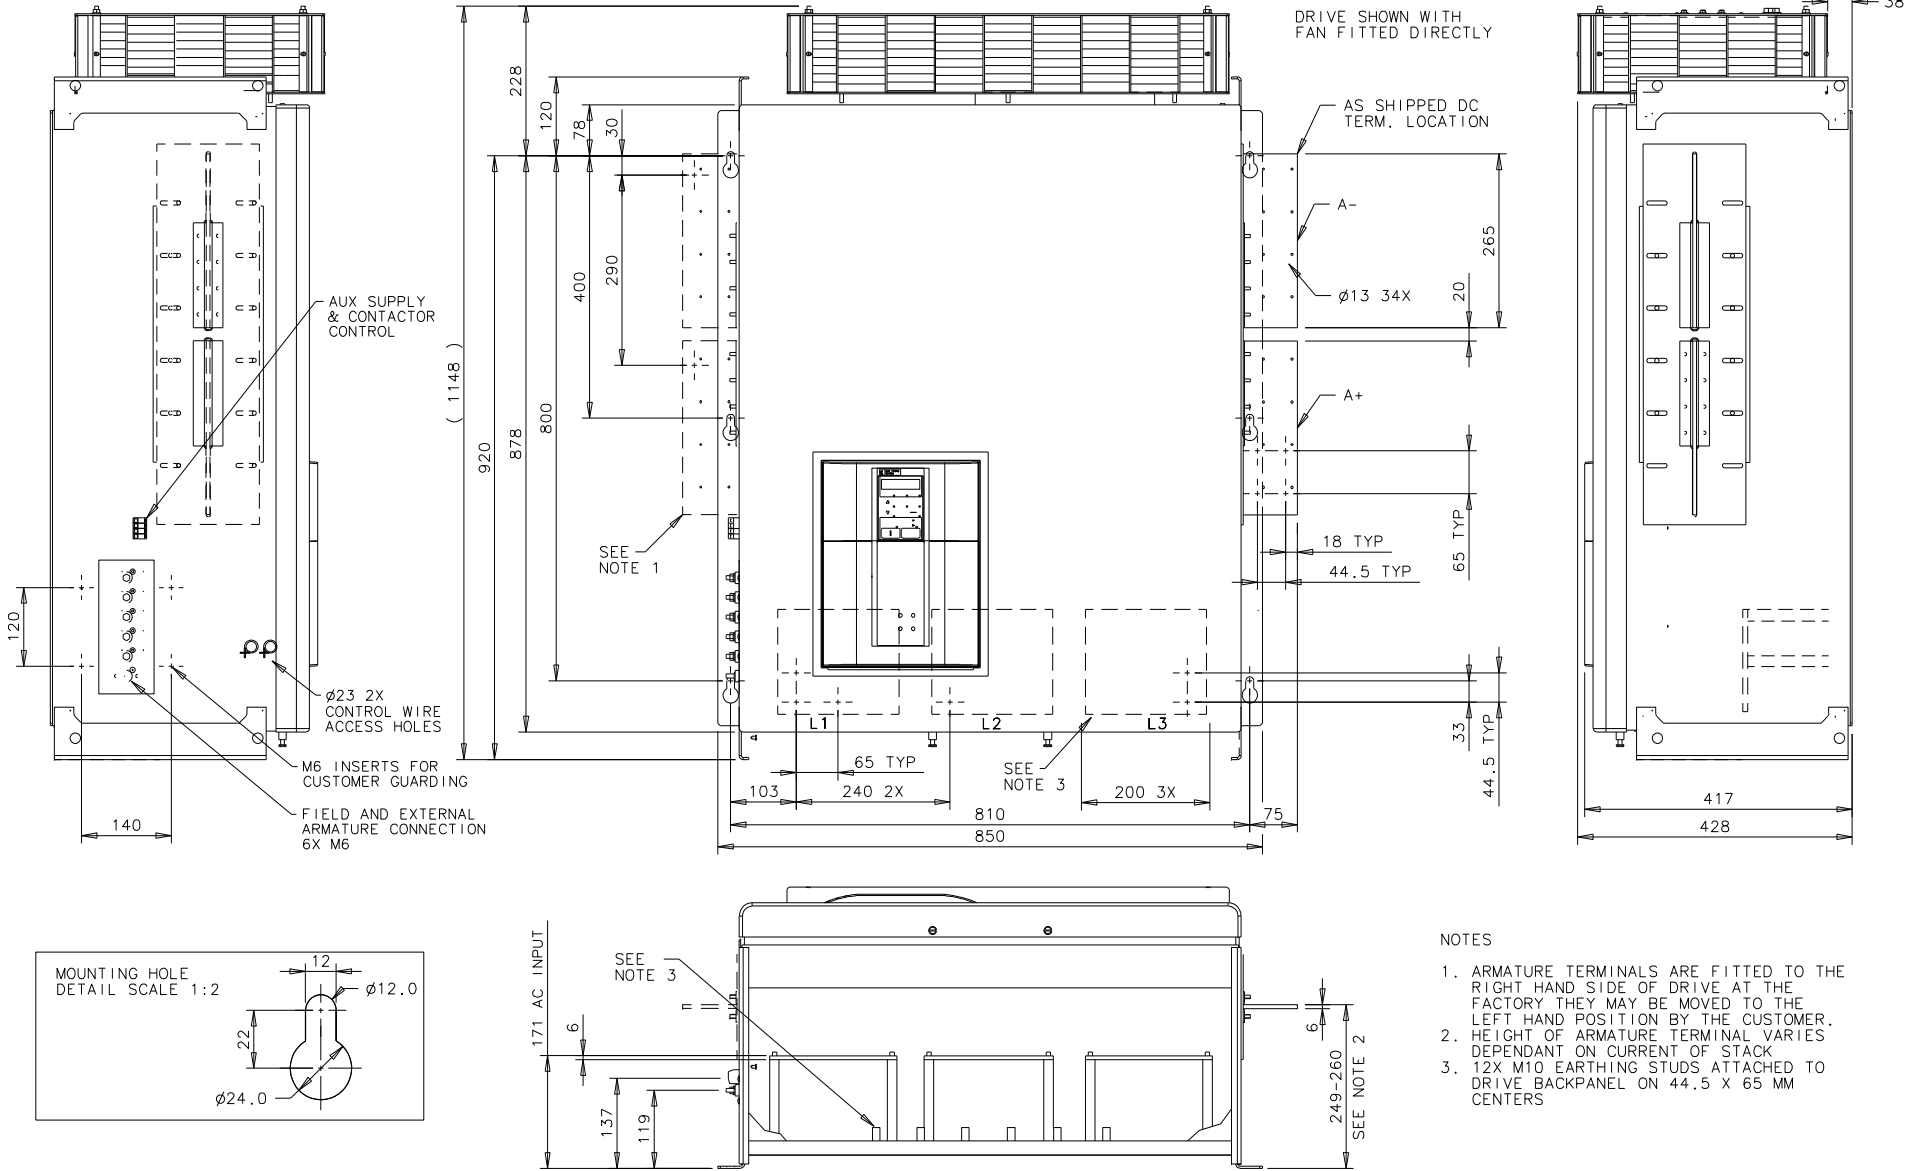 DRIVE SHOWN WITH
FAN FITTED DIRECTLY
38
228
120
78
30
AS SHIPPED DC
TERM. LOCATION
A-
265
20
Ø13 34X
290
400
AUX SUPPLY
& CONTACTOR
CONTROL
( 1148 )
800
878
920
A+
65 TYP
18 TYP
44.5 TYP
SEE
NOTE 1
120
Ø23 2X
CONTROL WIRE
ACCESS HOLES
M6 INSERTS FOR
CUSTOMER GUARDING
FIELD AND EXTERNAL
ARMATURE CONNECTION
6X M6
140
L1
L2
L3
33
44.5 TYP
65 TYP
SEE
NOTE 3
103
240 2X
200 3X
810
75
850
417
428
MOUNTING HOLE
DETAIL SCALE 1:2
12
Ø12.0
22
Ø24.0
171 AC INPUT
6
SEE
NOTE 3
137
119
6
249-260
SEE NOTE 2
NOTES
1. ARMATURE TERMINALS ARE FITTED TO THE
RIGHT HAND SIDE OF DRIVE AT THE
FACTORY THEY MAY BE MOVED TO THE
LEFT HAND POSITION BY THE CUSTOMER.
2. HEIGHT OF ARMATURE TERMINAL VARIES
DEPENDANT ON CURRENT OF STACK
3. 12X M10 EARTHING STUDS ATTACHED TO
DRIVE BACKPANEL ON 44.5 X 65 MM
CENTERS